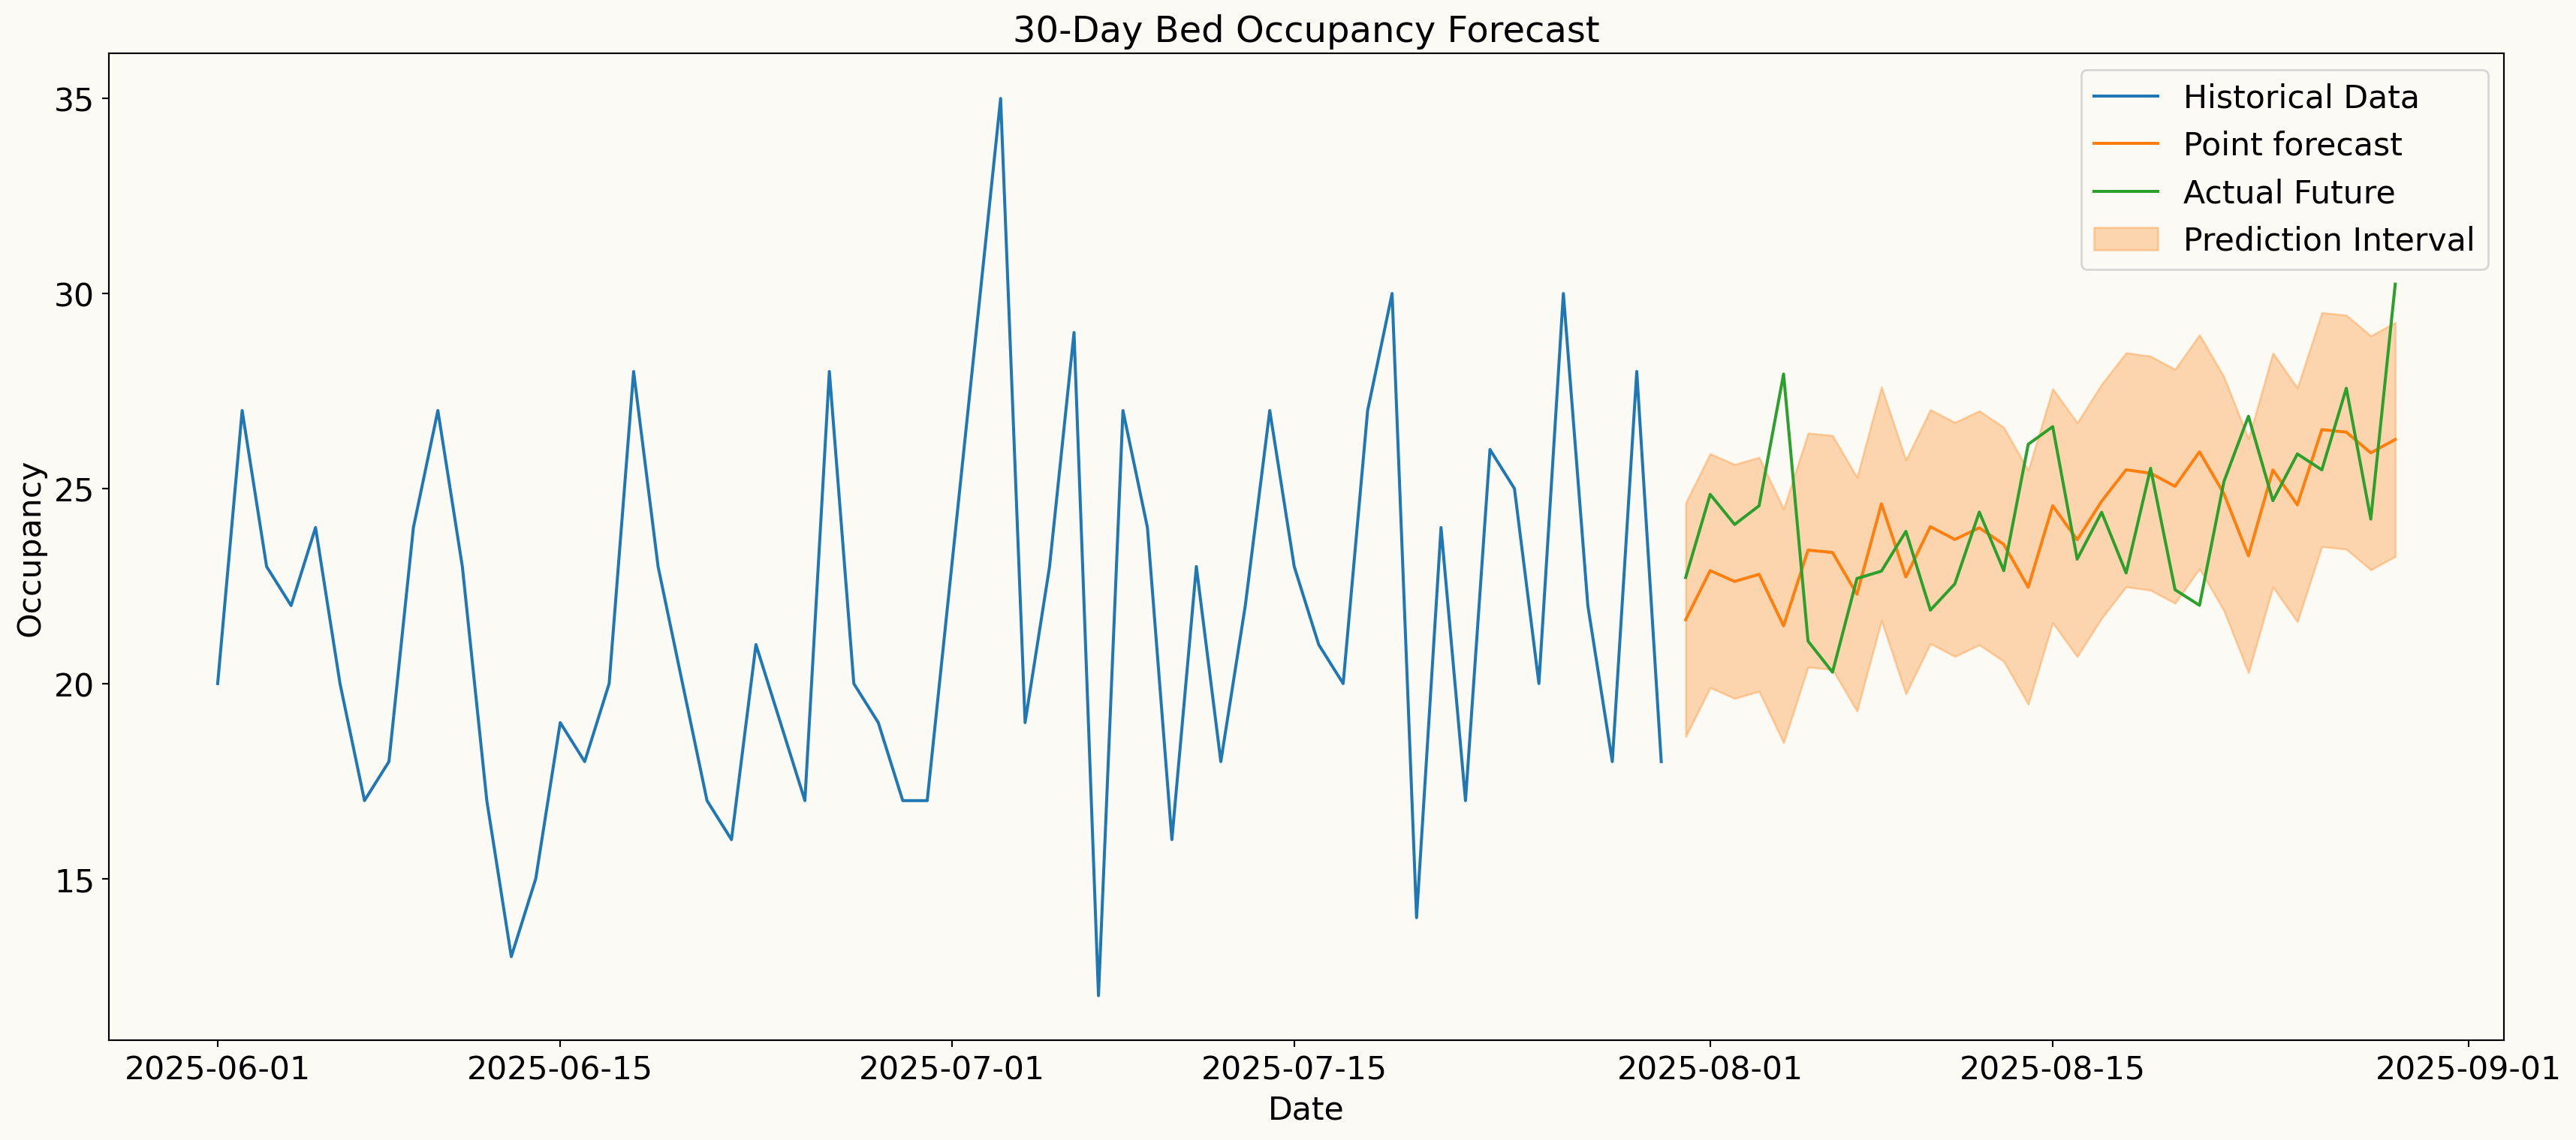 30-Day Bed Occupancy Forecast
Historical Data
Point forecast
Actual Future
Prediction Interval
35
30
25
20
15
Occupancy
2025-06-01 2025-06-15 2025-07-01 2025-07-15 2025-08-01 2025-08-15 2025-09-01
Date